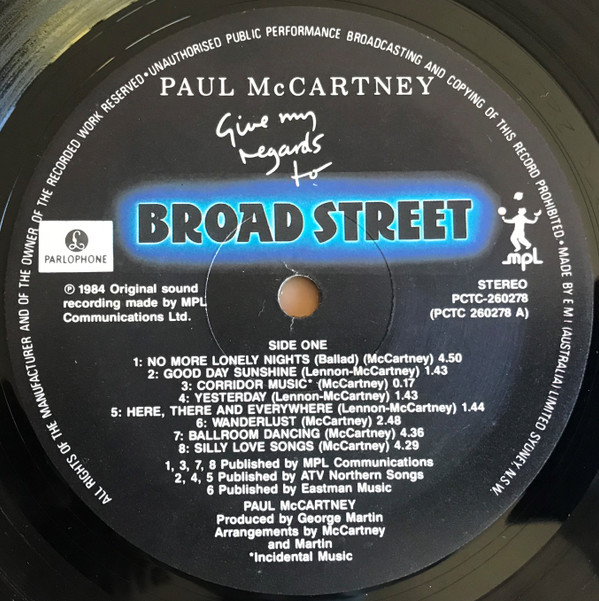 ALL RIGHTS OF THE MANUFACTURER AND OF THE OWNER OF THE RECORDED WORK RESERVED • UNAUTHORISED PUBLIC PERFORMANCE BROADCASTING AND COPYING OF THIS RECORD PROHIBITED • MADE BY EMI (AUSTRALIA) LIMITED SYDNEY, N.S.W.
PAUL McCARTNEY
Give my
regards
to
BROAD STREET
PARLOPHONE
mpl
℗ 1984 Original sound
recording made by MPL
Communications Ltd.
STEREO
PCTC-260278
(PCTC 260278 A)
SIDE ONE
1: NO MORE LONELY NIGHTS (Ballad) (McCartney) 4.50
2: GOOD DAY SUNSHINE (Lennon-McCartney) 1.43
3: CORRIDOR MUSIC* (McCartney) 0.17
4: YESTERDAY (Lennon-McCartney) 1.43
5: HERE, THERE AND EVERYWHERE (Lennon-McCartney) 1.44
6: WANDERLUST (McCartney) 2.48
7: BALLROOM DANCING (McCartney) 4.36
8: SILLY LOVE SONGS (McCartney) 4.29
1, 3, 7, 8 Published by MPL Communications
2, 4, 5 Published by ATV Northern Songs
6 Published by Eastman Music
PAUL McCARTNEY
Produced by George Martin
Arrangements by McCartney
and Martin
*Incidental Music